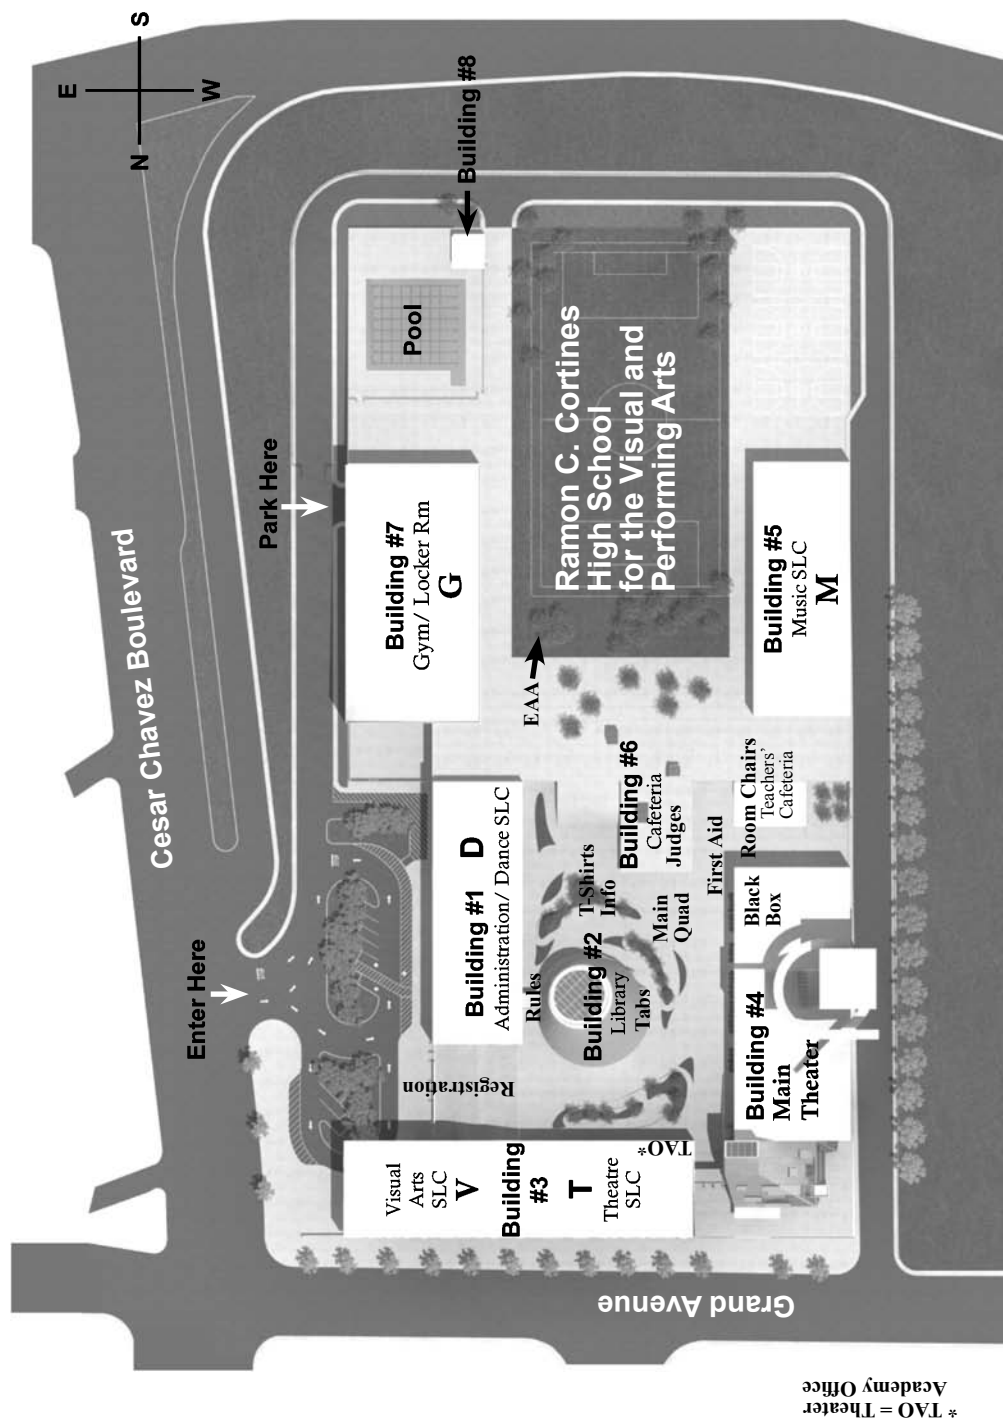 S
E
W
N
Building #8
Cesar Chavez Boulevard
Park Here
Enter Here
Pool
Building #7
Gym/ Locker Rm
G
Ramon C. Cortines
High School
for the Visual and
Performing Arts
EAA
Building #5
Music SLC
M
Building #1
D
Administration/ Dance SLC
Building #6
Cafeteria
Judges
Room Chairs
Teachers'
Cafeteria
First Aid
T-Shirts
Info
Main
Quad
Rules
Building #2
Library
Tabs
Black
Box
Building #4
Main
Theater
Registration
Visual
Arts
SLC
V
Building
#3
T
Theatre
SLC
TAO*
Grand Avenue
* TAO = Theater
Academy Office